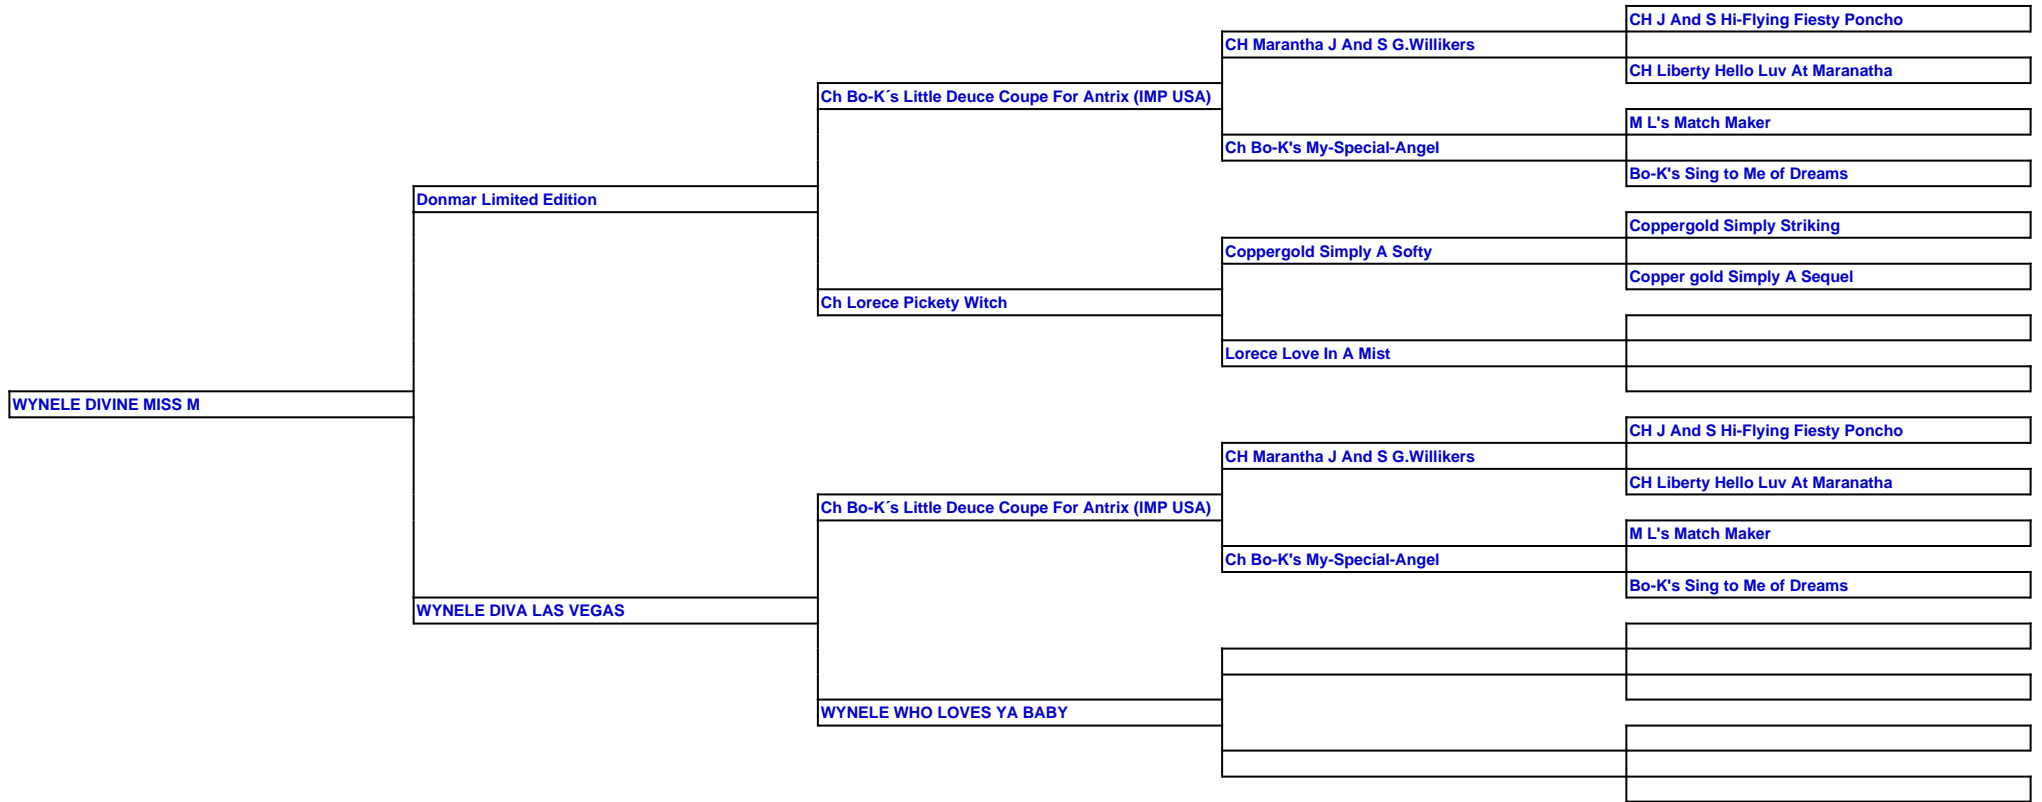 CH J And S Hi-Flying Fiesty Poncho
CH Marantha J And S G.Willikers
CH Liberty Hello Luv At Maranatha
Ch Bo-K´s Little Deuce Coupe For Antrix (IMP USA)
M L's Match Maker
Ch Bo-K's My-Special-Angel
Bo-K's Sing to Me of Dreams
Donmar Limited Edition
Coppergold Simply Striking
Coppergold Simply A Softy
Copper gold Simply A Sequel
Ch Lorece Pickety Witch
Lorece Love In A Mist
WYNELE DIVINE MISS M
CH J And S Hi-Flying Fiesty Poncho
CH Marantha J And S G.Willikers
CH Liberty Hello Luv At Maranatha
Ch Bo-K´s Little Deuce Coupe For Antrix (IMP USA)
M L's Match Maker
Ch Bo-K's My-Special-Angel
Bo-K's Sing to Me of Dreams
WYNELE DIVA LAS VEGAS
WYNELE WHO LOVES YA BABY